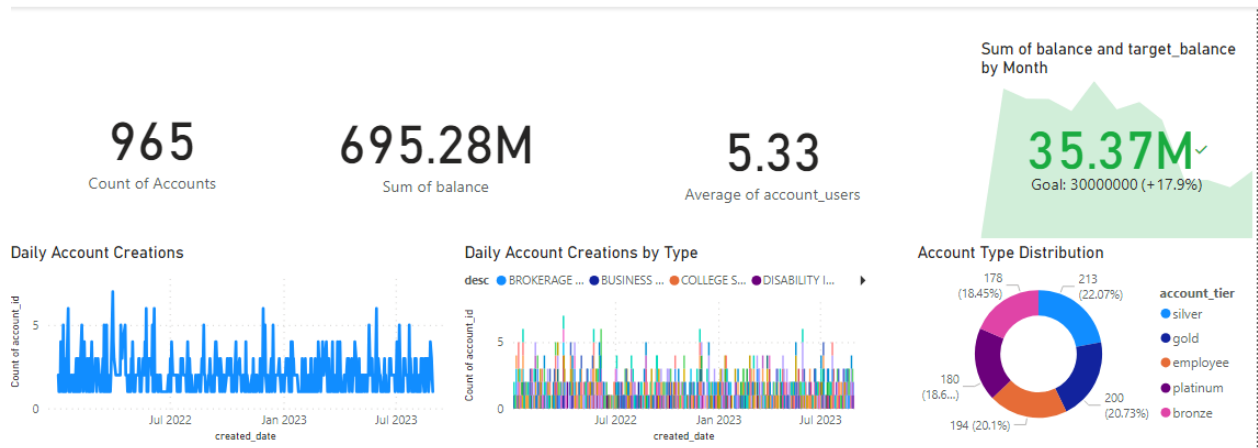 Sum of balance and target_balance
by Month
965
Count of Accounts
695.28M
Sum of balance
5.33
Average of account_users
35.37M
Goal: 30000000 (+17.9%)
Daily Account Creations
Count of account_id
5
0
Jul 2022
Jan 2023
Jul 2023
created_date
Daily Account Creations by Type
desc BROKERAGE ... BUSINESS ... COLLEGE S... DISABILITY I...
Count of account_id
5
0
Jul 2022
Jan 2023
Jul 2023
created_date
Account Type Distribution
178
(18.45%)
213
(22.07%)
180
(18.6...)
194 (20.1%)
200
(20.73%)
account_tier
silver
gold
employee
platinum
bronze